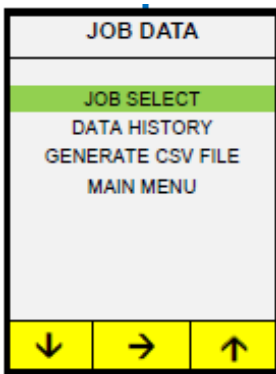 JOB DATA
JOB SELECT
DATA HISTORY
GENERATE CSV FILE
MAIN MENU